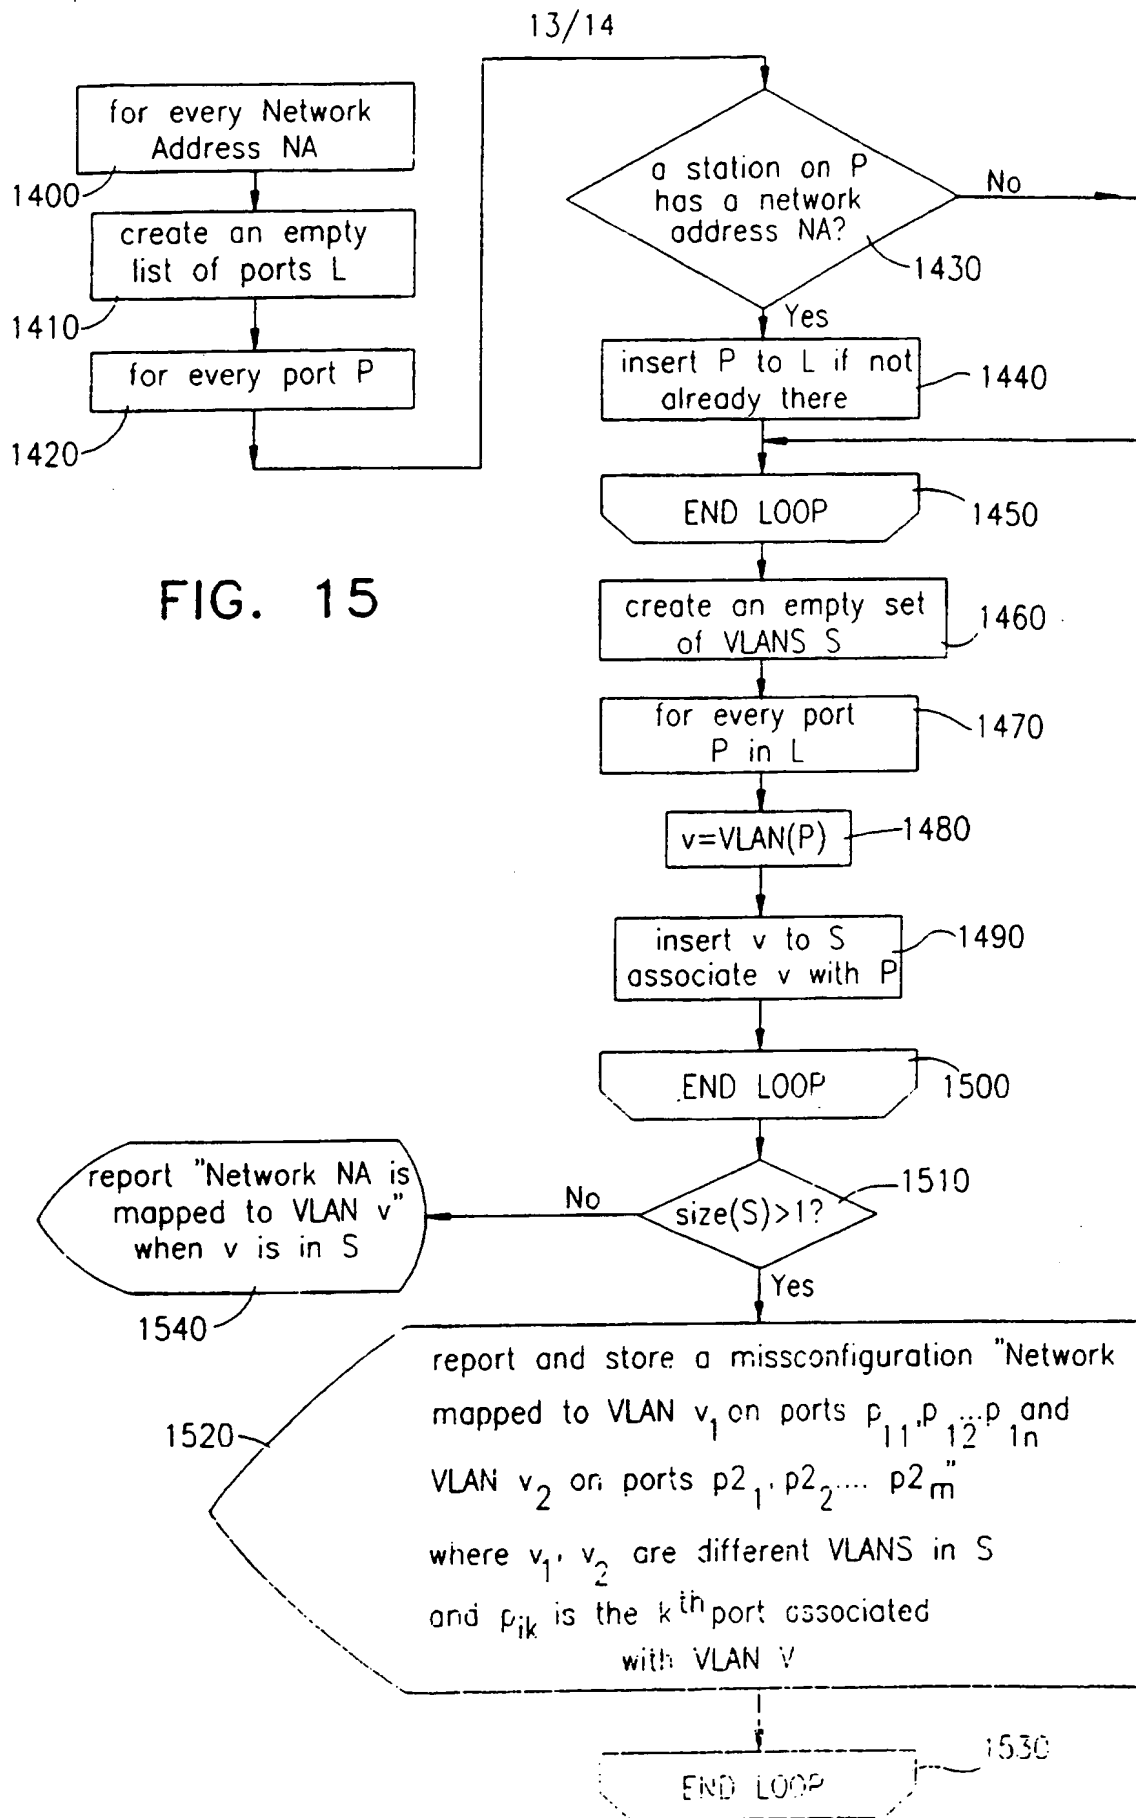 13/14
for every Network
Address NA
1400
create an empty
list of ports L
1410
for every port P
1420
a station on P
has a network
address NA?
No
1430
Yes
insert P to L if not
already there
1440
END LOOP
1450
FIG. 15
create an empty set
of VLANS S
1460
for every port
P in L
1470
v=VLAN(P)
1480
insert v to S
associate v with P
1490
END LOOP
1500
size(S)>1?
1510
No
report "Network NA is
mapped to VLAN v"
when v is in S
1540
Yes
report and store a missconfiguration "Network
mapped to VLAN v1 on ports p11,p12...p1n and
VLAN v2 on ports p21, p22.... p2m"
where v1, v2 are different VLANS in S
and pik is the kth port associated
with VLAN V
1520
END LOOP
1530